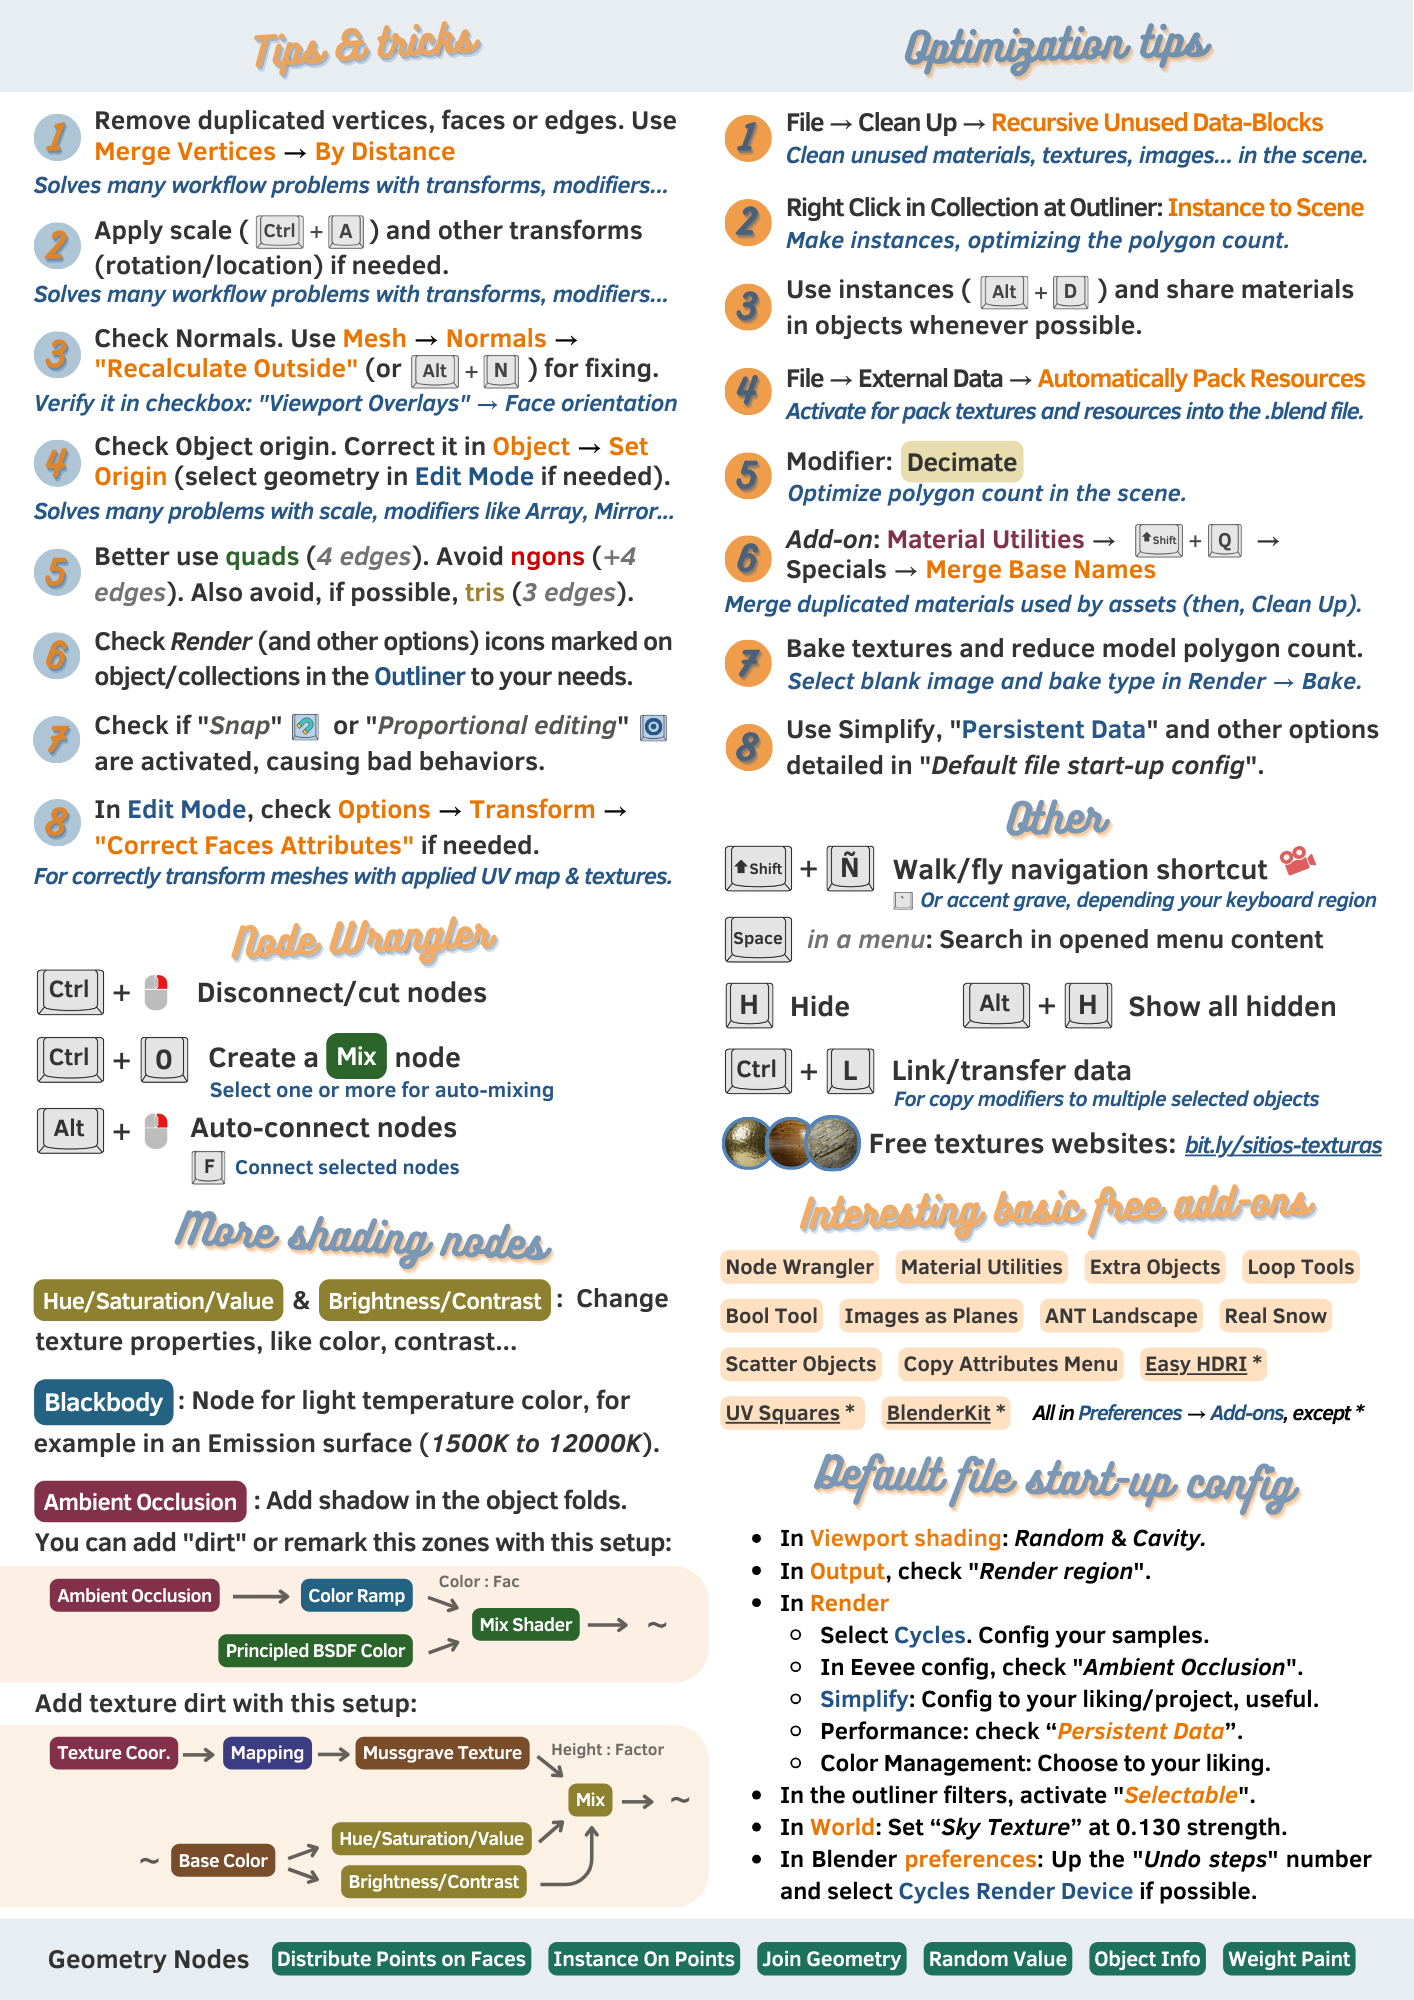 Tips & tricks
1 Remove duplicated vertices, faces or edges. Use
Merge Vertices → By Distance
Solves many workflow problems with transforms, modifiers...
2 Apply scale ( Ctrl + A ) and other transforms
(rotation/location) if needed.
Solves many workflow problems with transforms, modifiers...
3 Check Normals. Use Mesh → Normals →
"Recalculate Outside" (or Alt + N ) for fixing.
Verify it in checkbox: "Viewport Overlays" → Face orientation
4 Check Object origin. Correct it in Object → Set
Origin (select geometry in Edit Mode if needed).
Solves many problems with scale, modifiers like Array, Mirror...
5 Better use quads (4 edges). Avoid ngons (+4
edges). Also avoid, if possible, tris (3 edges).
6 Check Render (and other options) icons marked on
object/collections in the Outliner to your needs.
7 Check if "Snap" or "Proportional editing"
are activated, causing bad behaviors.
8 In Edit Mode, check Options → Transform →
"Correct Faces Attributes" if needed.
For correctly transform meshes with applied UV map & textures.
Node Wrangler
Ctrl + Disconnect/cut nodes
Ctrl + 0 Create a Mix node
Select one or more for auto-mixing
Alt + Auto-connect nodes
F Connect selected nodes
More shading nodes
Hue/Saturation/Value & Brightness/Contrast : Change
texture properties, like color, contrast...
Blackbody : Node for light temperature color, for
example in an Emission surface (1500K to 12000K).
Ambient Occlusion : Add shadow in the object folds.
You can add "dirt" or remark this zones with this setup:
Color : Fac
Ambient Occlusion → Color Ramp
Mix Shader → ~
Principled BSDF Color
Add texture dirt with this setup:
Texture Coor. → Mapping → Mussgrave Texture Height : Factor
Mix → ~
Hue/Saturation/Value
~ Base Color
Brightness/Contrast
Optimization tips
1 File → Clean Up → Recursive Unused Data-Blocks
Clean unused materials, textures, images... in the scene.
2 Right Click in Collection at Outliner: Instance to Scene
Make instances, optimizing the polygon count.
3 Use instances ( Alt + D ) and share materials
in objects whenever possible.
4 File → External Data → Automatically Pack Resources
Activate for pack textures and resources into the .blend file.
5 Modifier: Decimate
Optimize polygon count in the scene.
6 Add-on: Material Utilities → Shift + Q →
Specials → Merge Base Names
Merge duplicated materials used by assets (then, Clean Up).
7 Bake textures and reduce model polygon count.
Select blank image and bake type in Render → Bake.
8 Use Simplify, "Persistent Data" and other options
detailed in "Default file start-up config".
Other
Shift + Ñ Walk/fly navigation shortcut
` Or accent grave, depending your keyboard region
Space in a menu: Search in opened menu content
H Hide Alt + H Show all hidden
Ctrl + L Link/transfer data
For copy modifiers to multiple selected objects
Free textures websites: bit.ly/sitios-texturas
Interesting basic free add-ons
Node Wrangler Material Utilities Extra Objects Loop Tools
Bool Tool Images as Planes ANT Landscape Real Snow
Scatter Objects Copy Attributes Menu Easy HDRI *
UV Squares * BlenderKit * All in Preferences → Add-ons, except *
Default file start-up config
• In Viewport shading: Random & Cavity.
• In Output, check "Render region".
• In Render
○ Select Cycles. Config your samples.
○ In Eevee config, check "Ambient Occlusion".
○ Simplify: Config to your liking/project, useful.
○ Performance: check “Persistent Data”.
○ Color Management: Choose to your liking.
• In the outliner filters, activate "Selectable".
• In World: Set “Sky Texture” at 0.130 strength.
• In Blender preferences: Up the "Undo steps" number
and select Cycles Render Device if possible.
Geometry Nodes Distribute Points on Faces Instance On Points Join Geometry Random Value Object Info Weight Paint